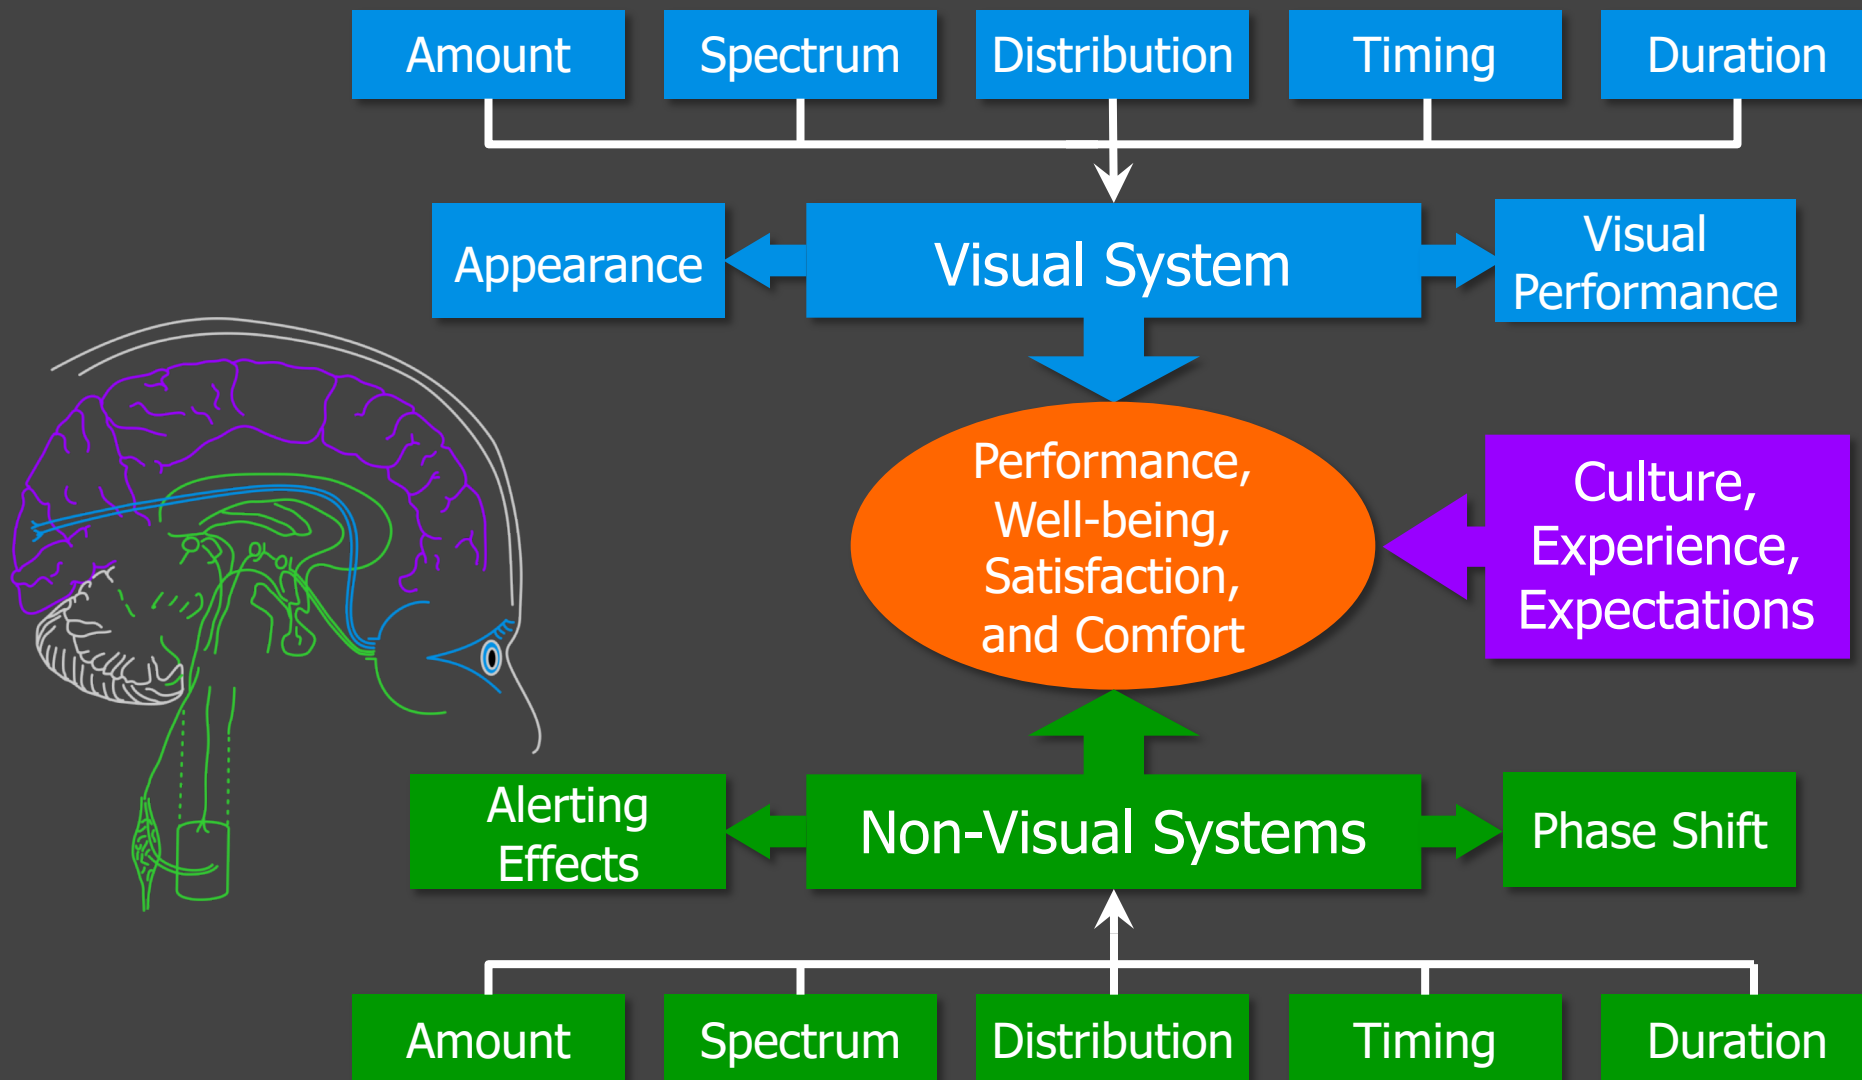 Amount
Spectrum
Distribution
Timing
Duration
Appearance
Visual System
Visual
Performance
Performance,
Well-being,
Satisfaction,
and Comfort
Culture,
Experience,
Expectations
Alerting
Effects
Non-Visual Systems
Phase Shift
Amount
Spectrum
Distribution
Timing
Duration